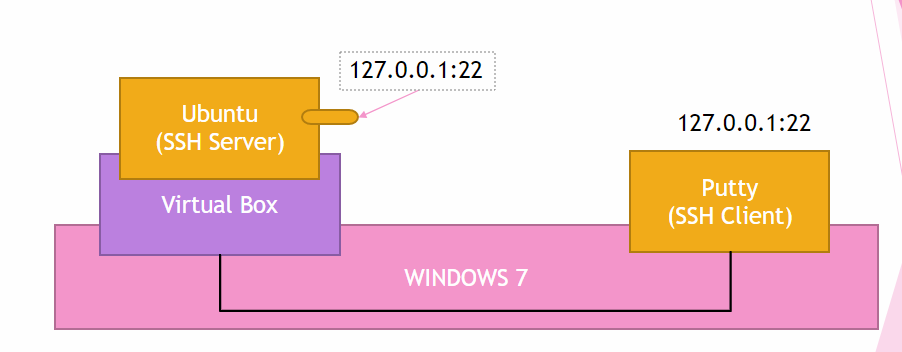 127.0.0.1:22
Ubuntu
(SSH Server)
127.0.0.1:22
Virtual Box
Putty
(SSH Client)
WINDOWS 7